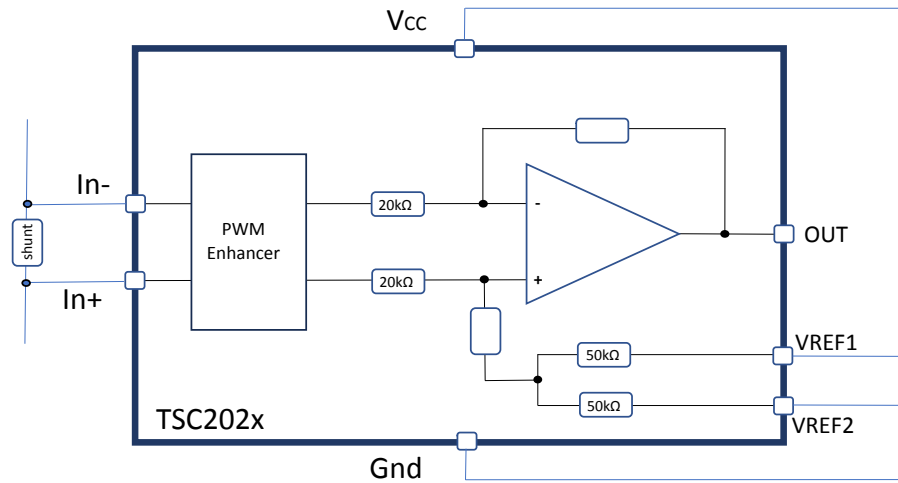 Vcc
In-
shunt
In+
PWM
Enhancer
20kΩ
-
20kΩ
+
OUT
50kΩ
VREF1
50kΩ
VREF2
TSC202x
Gnd